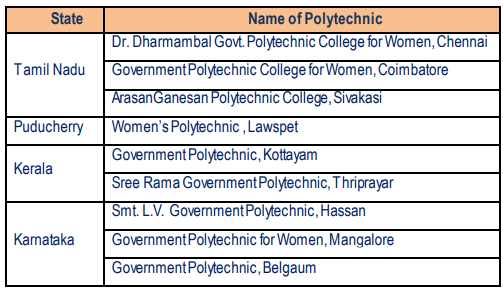 State Name of Polytechnic
Dr. Dharmambal Govt. Polytechnic College for Women, Chennai
Tamil Nadu Government Polytechnic College for Women, Coimbatore
ArasanGanesan Polytechnic College, Sivakasi
Puducherry Women's Polytechnic , Lawspet
Kerala
Government Polytechnic, Kottayam
Sree Rama Government Polytechnic, Thriprayar
Karnataka
Smt. L.V. Government Polytechnic, Hassan
Government Polytechnic for Women, Mangalore
Government Polytechnic, Belgaum